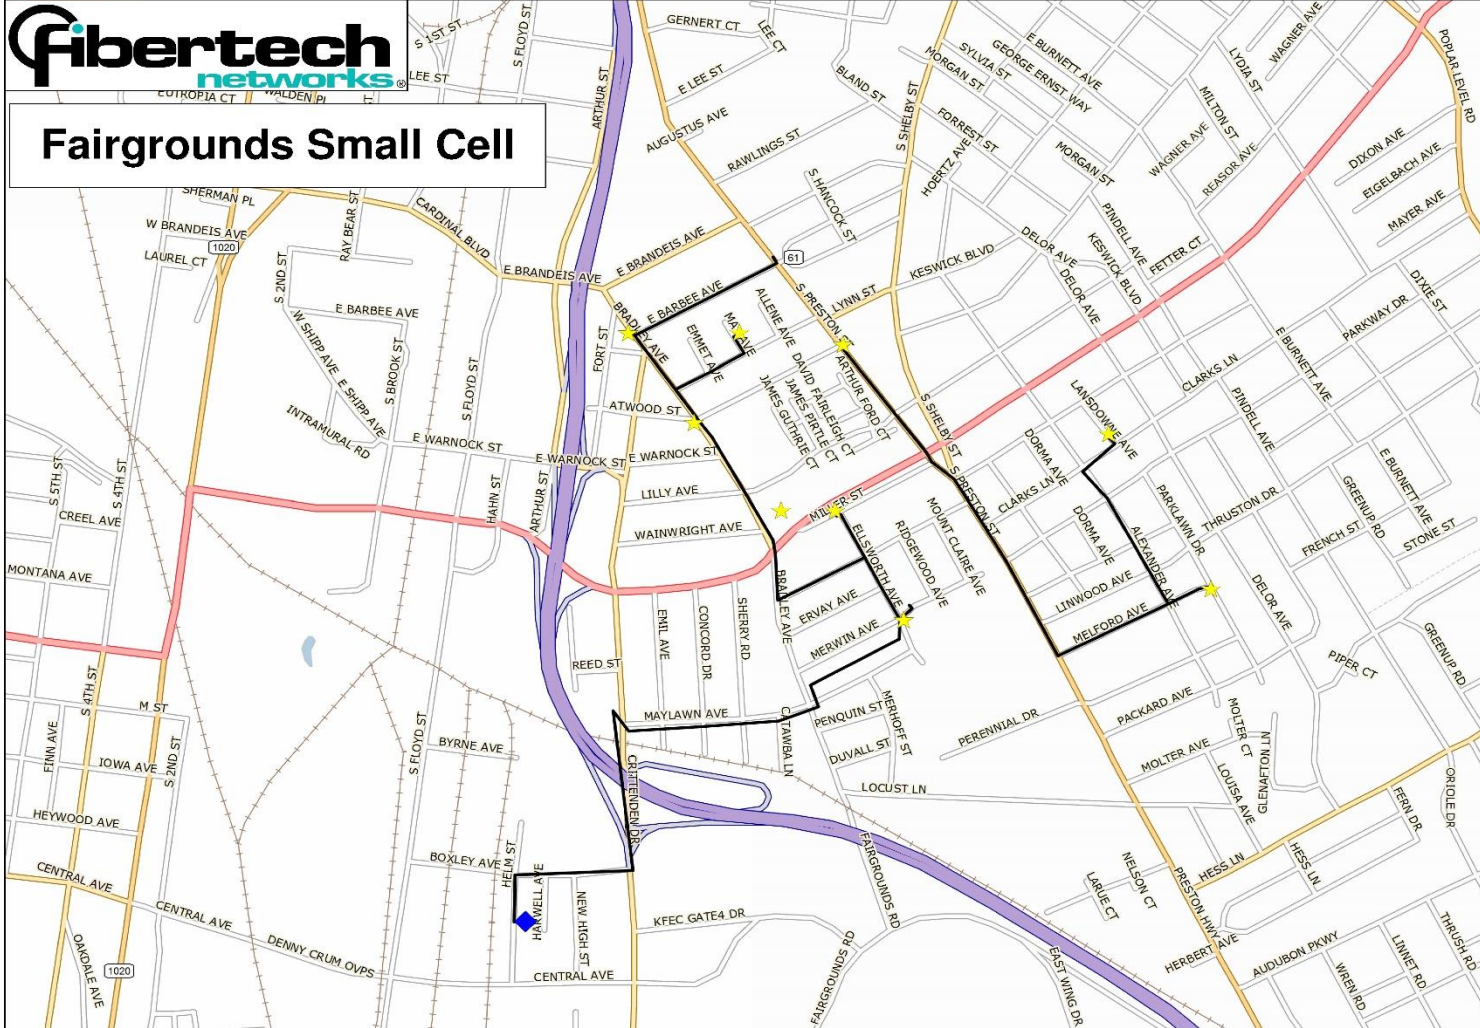 fibertech
networks®
Fairgrounds Small Cell
S 1ST ST
S FLOYD ST
LEE ST
EUTROPIA CT
WALDEN PL
ARTHUR ST
GERNERT CT
LEE CT
E LEE ST
AUGUSTUS AVE
RAWLINGS ST
BLAND ST
S SHELBY ST
MORGAN ST
SYLVIA ST
GEORGE ERNST WAY
E BURNETT AVE
FORREST ST
HOERTZ AVE
MORGAN ST
LYDIA ST
WAGNER AVE
MILTON ST
WAGNER AVE
REASOR AVE
POPLAR LEVEL RD
DIXON AVE
EIGELBACH AVE
MAYER AVE
SHERMAN PL
W BRANDEIS AVE
1020
LAUREL CT
RAY BEAR ST
CARDINAL BLVD
S 2ND ST
E BARBEE AVE
W SHIPP AVE
E SHIPP AVE
S BROOK ST
S FLOYD ST
INTRAMURAL RD
E WARNOCK ST
E BRANDEIS AVE
E BRANDEIS AVE
S HANCOCK ST
61
E BARBEE AVE
BRADLEY AVE
FORT ST
EMMET AVE
MAY AVE
ALLENE AVE
S PRESTON ST
LYNN ST
KESWICK BLVD
DELOR AVE
PINDELL AVE
KESWICK BLVD
FETTER CT
DELOR AVE
DIXIE ST
PARKWAY DR
E BURNETT AVE
CLARKS LN
PINDELL AVE
LANSDOWNE AVE
DAVID FAIRLEIGH CT
JAMES PIRTLE CT
JAMES GUTHRIE CT
ARTHUR FORD CT
S SHELBY ST
S PRESTON ST
ATWOOD ST
E WARNOCK ST
E WARNOCK ST
LILLY AVE
WAINWRIGHT AVE
MILLER ST
DORMA AVE
CLARKS LN
DORMA AVE
PARKLAWN DR
THRUSTON DR
E BURNETT AVE
GREENUP RD
FRENCH ST
STONE ST
S 5TH ST
S 4TH ST
CREEL AVE
MONTANA AVE
HAHN ST
ARTHUR ST
ELLSWORTH AVE
RIDGEWOOD AVE
MOUNT CLAIRE AVE
ALEXANDER AVE
LINWOOD AVE
MELFORD AVE
DELOR AVE
GREENUP RD
PIPER CT
BRADLEY AVE
ERVAY AVE
MERWIN AVE
EMIL AVE
CONCORD DR
SHERRY RD
REED ST
MAYLAWN AVE
CATAWBA LN
PENQUIN ST
MERHOFF ST
DUVALL ST
PERENNIAL DR
PACKARD AVE
MOLTER CT
MOLTER AVE
GLENAFTON LN
LOUISA AVE
ORIOLE DR
S 4TH ST
M ST
FINN AVE
IOWA AVE
S 2ND ST
HEYWOOD AVE
CENTRAL AVE
CENTRAL AVE
OAKDALE AVE
1020
DENNY CRUM OVPS
S FLOYD ST
BYRNE AVE
BOXLEY AVE
HELM ST
HARWELL AVE
NEW HIGH ST
CENTRAL AVE
CRITTENDEN DR
KFEC GATE4 DR
LOCUST LN
FAIRGROUNDS RD
FAIRGROUNDS RD
EAST WING DR
LARUE CT
NELSON CT
PRESTON HWY
HESS LN
HESS LN
FERN DR
HERBERT AVE
AUDUBON PKWY
WREN RD
LINNET RD
THRUSH RD